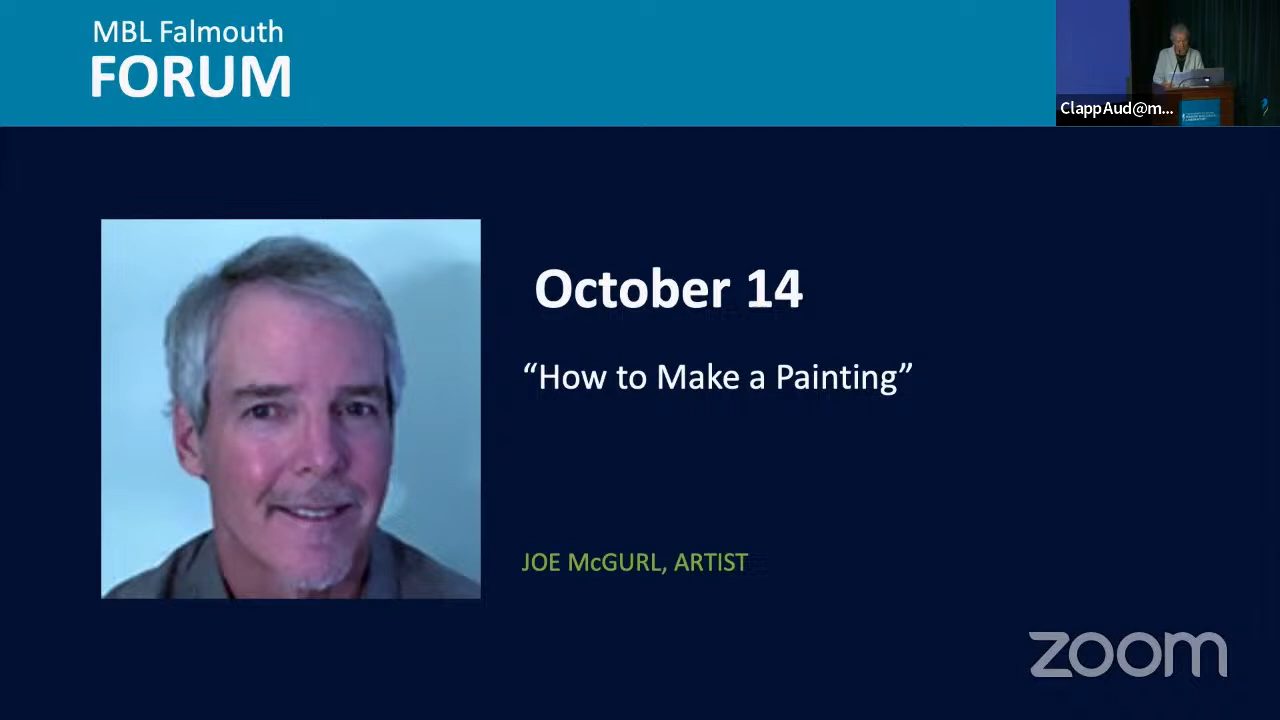 MBL Falmouth
FORUM
ClappAud@m...
October 14
“How to Make a Painting”
JOE McGURL, ARTIST
zoom